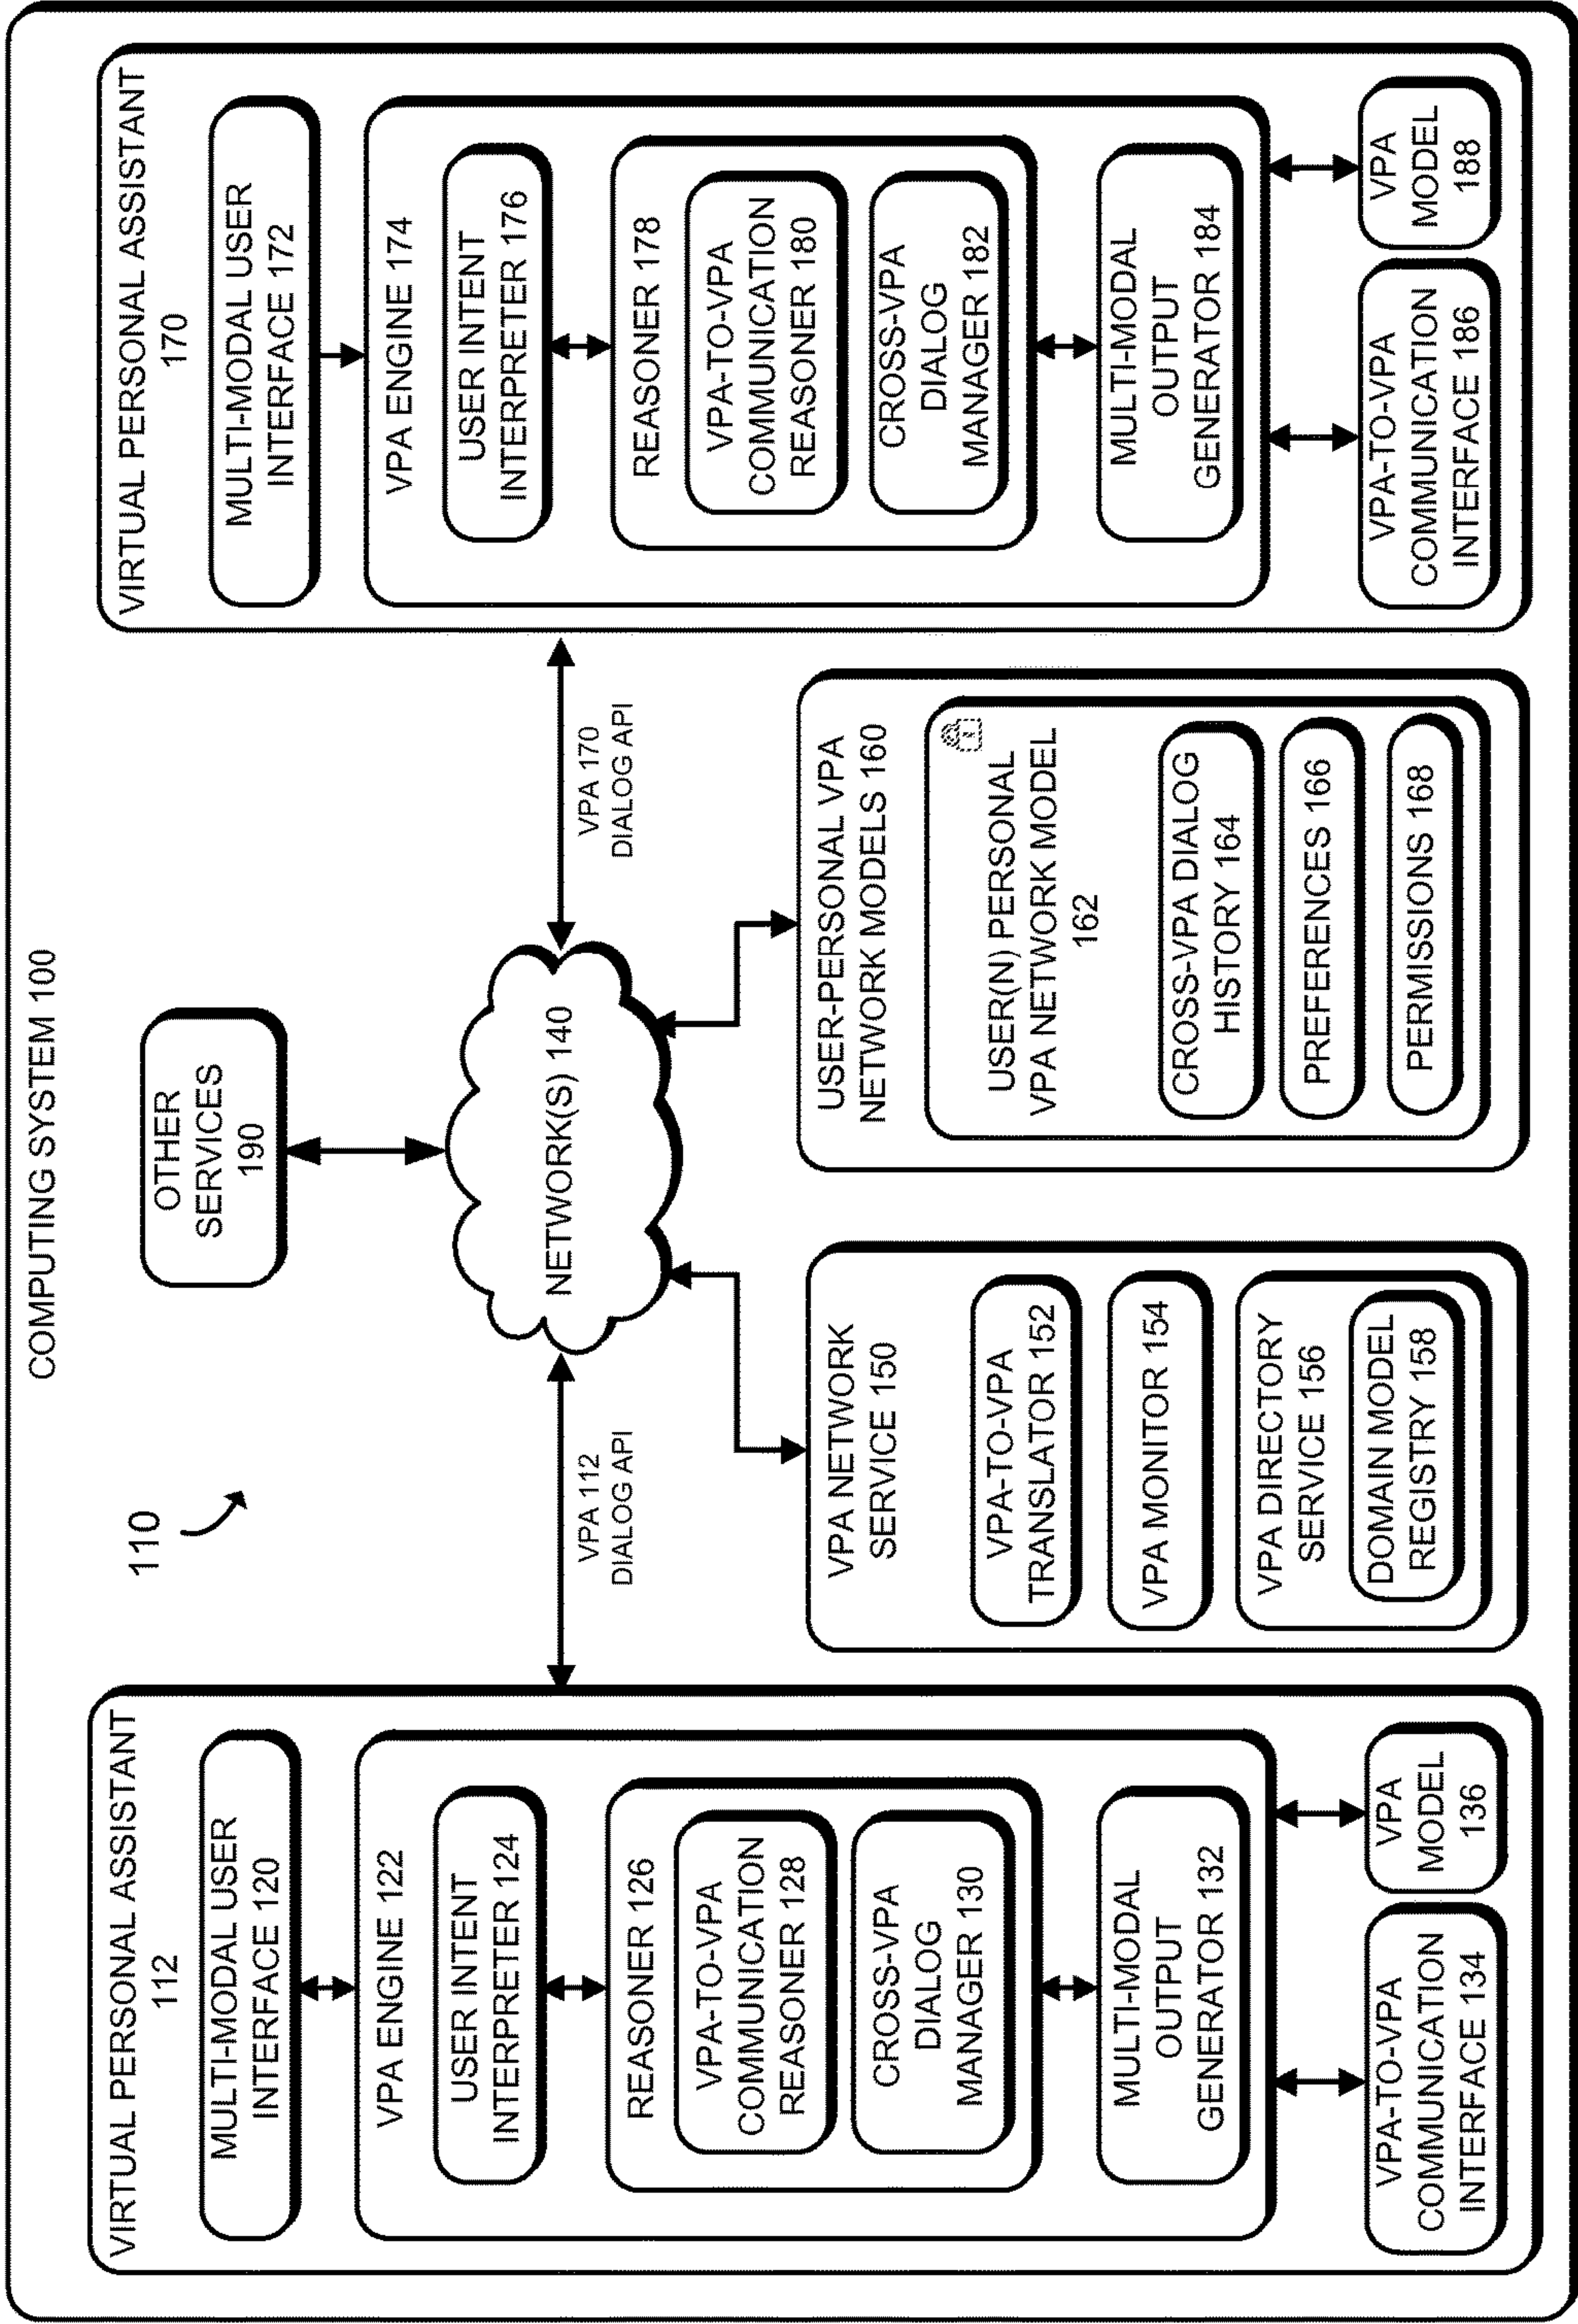 COMPUTING SYSTEM 100
110
VIRTUAL PERSONAL ASSISTANT
112
MULTI-MODAL USER
INTERFACE 120
VPA ENGINE 122
USER INTENT
INTERPRETER 124
REASONER 126
VPA-TO-VPA
COMMUNICATION
REASONER 128
CROSS-VPA
DIALOG
MANAGER 130
MULTI-MODAL
OUTPUT
GENERATOR 132
VPA-TO-VPA
COMMUNICATION
INTERFACE 134
VPA
MODEL
136
VPA 112
DIALOG API
OTHER
SERVICES
190
NETWORK(S) 140
VPA 170
DIALOG API
VPA NETWORK
SERVICE 150
VPA-TO-VPA
TRANSLATOR 152
VPA MONITOR 154
VPA DIRECTORY
SERVICE 156
DOMAIN MODEL
REGISTRY 158
USER-PERSONAL VPA
NETWORK MODELS 160
USER(N) PERSONAL
VPA NETWORK MODEL
162
CROSS-VPA DIALOG
HISTORY 164
PREFERENCES 166
PERMISSIONS 168
VIRTUAL PERSONAL ASSISTANT
170
MULTI-MODAL USER
INTERFACE 172
VPA ENGINE 174
USER INTENT
INTERPRETER 176
REASONER 178
VPA-TO-VPA
COMMUNICATION
REASONER 180
CROSS-VPA
DIALOG
MANAGER 182
MULTI-MODAL
OUTPUT
GENERATOR 184
VPA-TO-VPA
COMMUNICATION
INTERFACE 186
VPA
MODEL
188